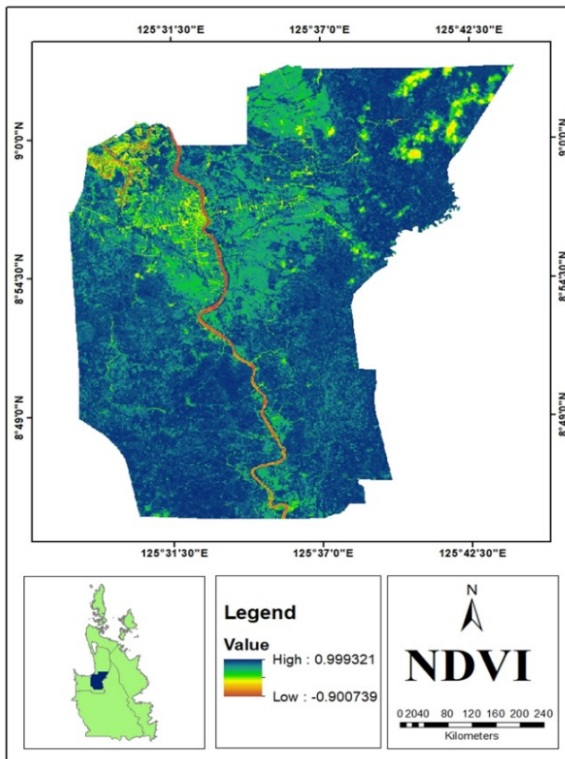 125°31'30"E 125°37'0"E 125°42'30"E
9°0'0"N 9°0'0"N
8°54'30"N 8°54'30"N
8°49'0"N 8°49'0"N
125°31'30"E 125°37'0"E 125°42'30"E
Legend
Value
High : 0.999321
Low : -0.900739
N
NDVI
0 20 40 80 120 160 200 240
Kilometers